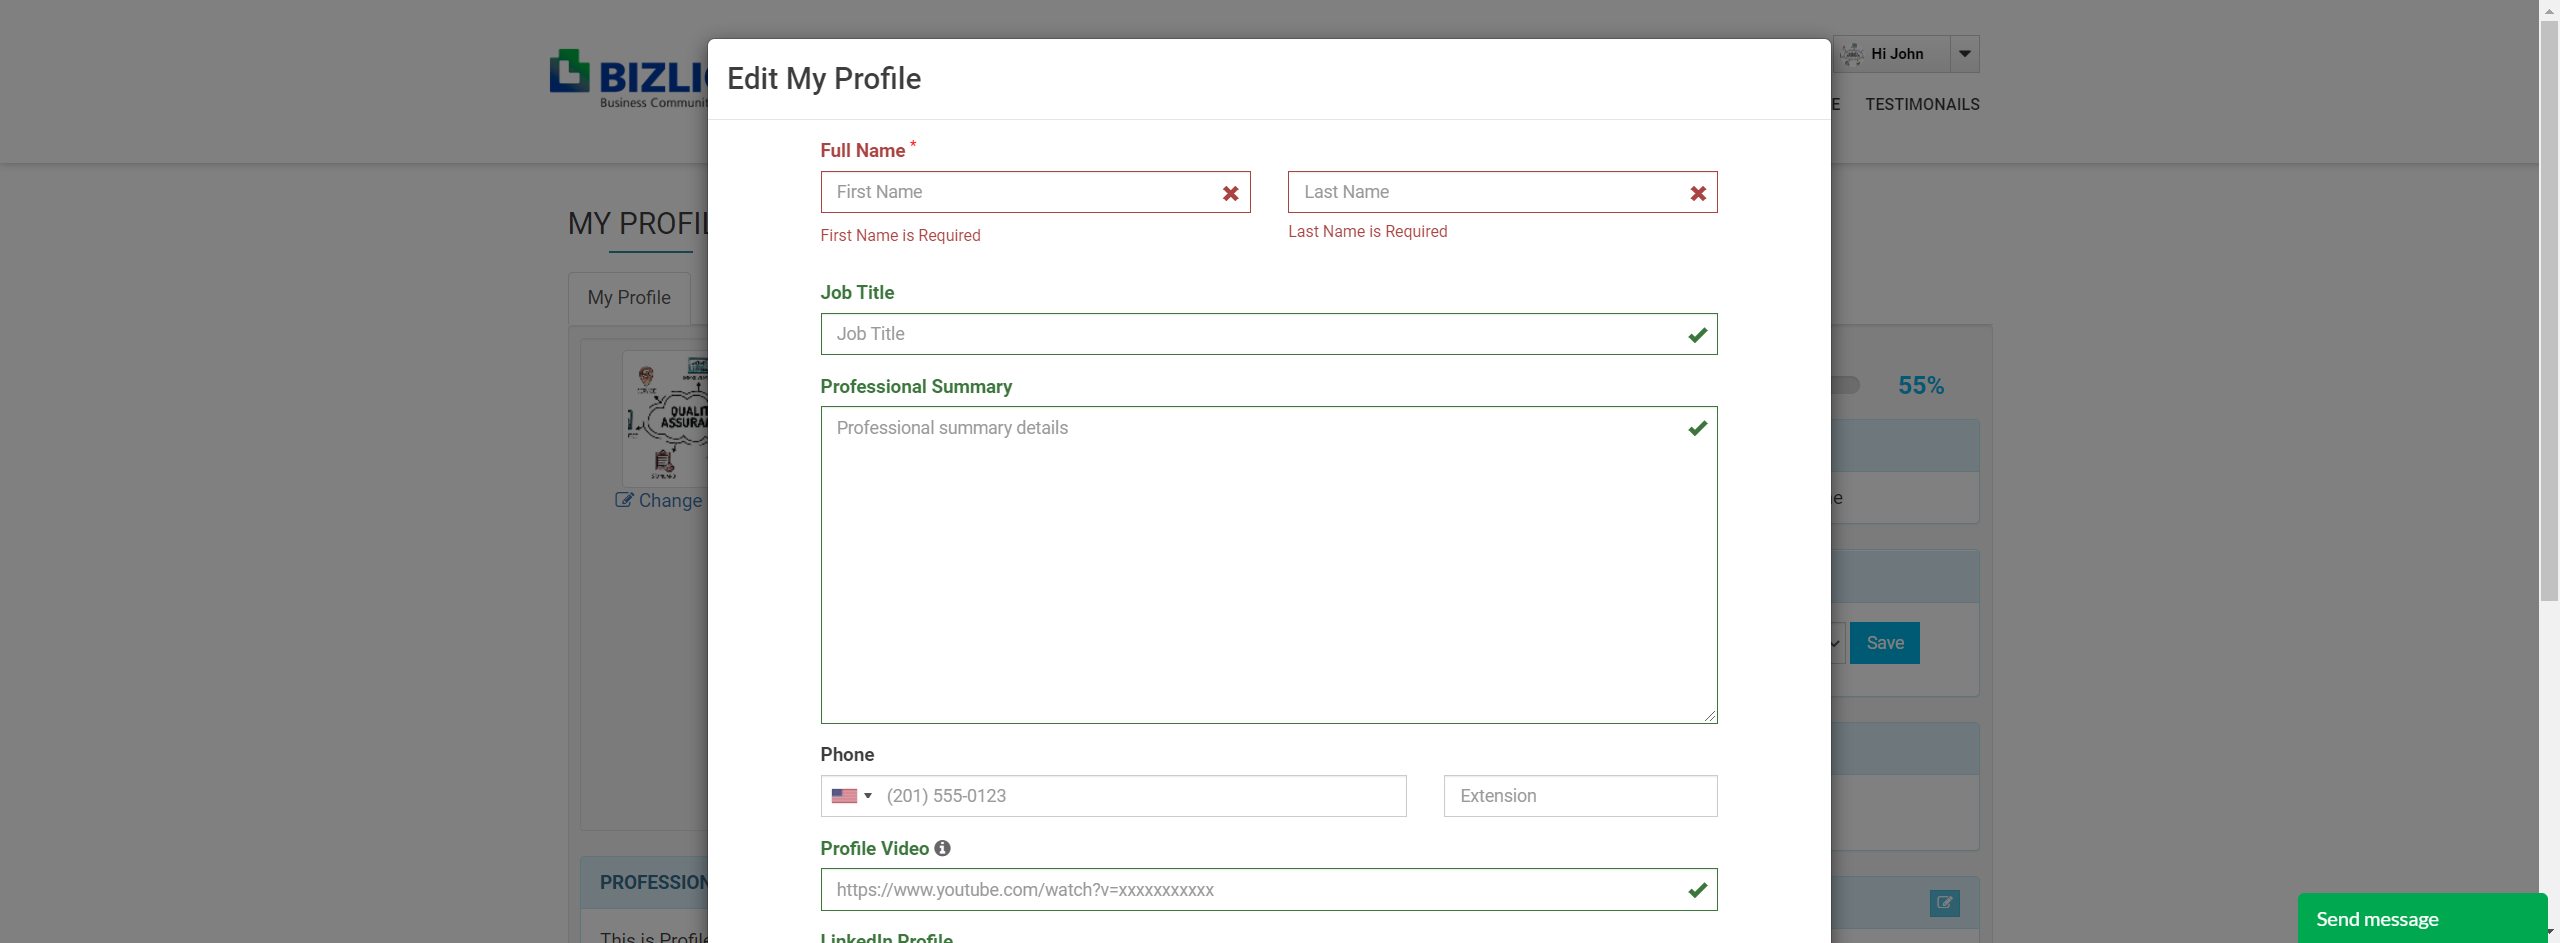 BIZLI
Business Communit
Hi John
E TESTIMONAILS
MY PROFIL
My Profile
QUALIT
ASSURA
Change
55%
e
Save
PROFESSION
This is Profile
Edit My Profile
Full Name *
First Name
Last Name
First Name is Required
Last Name is Required
Job Title
Job Title
Professional Summary
Professional summary details
Phone
(201) 555-0123
Extension
Profile Video
https://www.youtube.com/watch?v=xxxxxxxxxxx
LinkedIn Profile
Send message